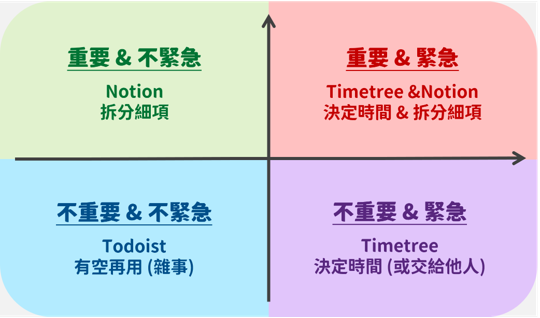 重要 & 不緊急
Notion
拆分細項
重要 & 緊急
Timetree &Notion
決定時間 & 拆分細項
不重要 & 不緊急
Todoist
有空再用 (雜事)
不重要 & 緊急
Timetree
決定時間 (或交給他人)